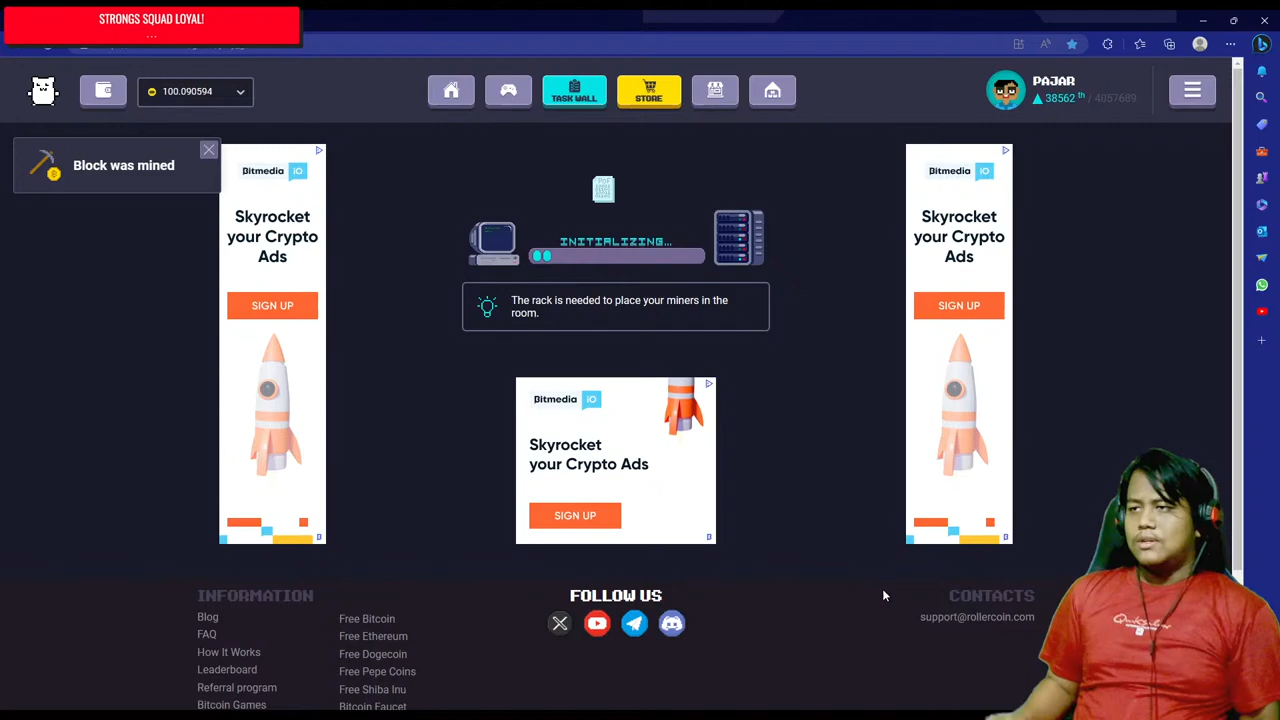 STRONGS SQUAD LOYAL!
...
100.090594
TASK WALL
STORE
PAJAR
38562 th / 4057689
Block was mined
Bitmedia IO
Skyrocket
your Crypto
Ads
SIGN UP
INITIALIZING...
The rack is needed to place your miners in the
room.
Bitmedia IO
Skyrocket
your Crypto Ads
SIGN UP
Bitmedia IO
Skyrocket
your Crypto
Ads
SIGN UP
INFORMATION
Blog
FAQ
How It Works
Leaderboard
Referral program
Bitcoin Games
Free Bitcoin
Free Ethereum
Free Dogecoin
Free Pepe Coins
Free Shiba Inu
Bitcoin Faucet
FOLLOW US
CONTACTS
support@rollercoin.com